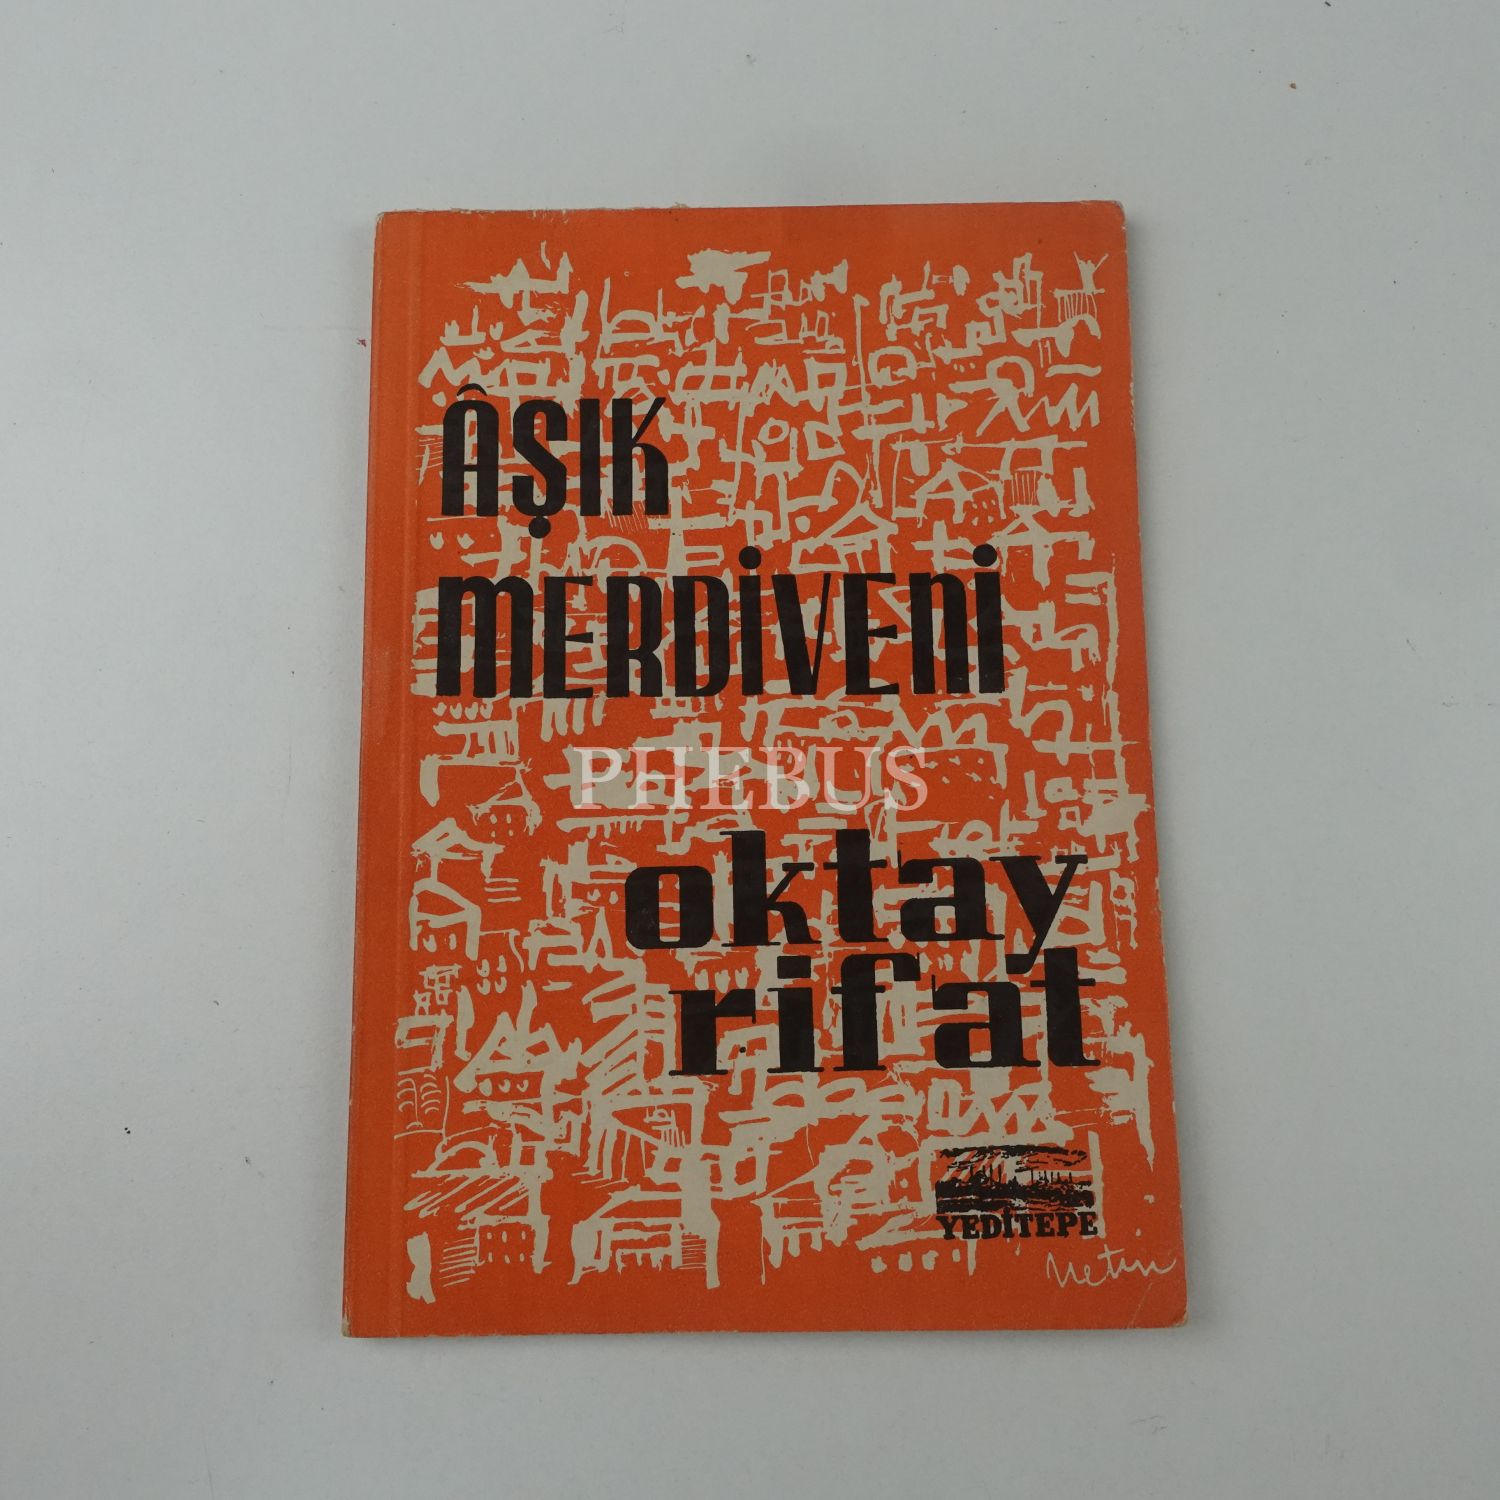 ÂŞIK
MERDİVENİ
PHEBUS
oktay
rifat
YEDİTEPE
Metin